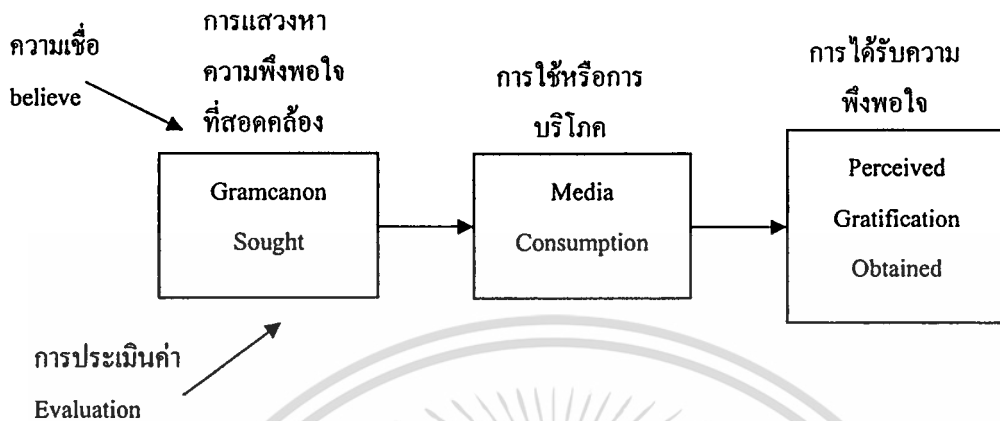 ความเชื่อ
believe
การแสวงหา
ความพึงพอใจ
ที่สอดคล้อง
Gramcanon
Sought
การประเมินค่า
Evaluation
การใช้หรือการ
บริโภค
Media
Consumption
การได้รับความ
พึงพอใจ
Perceived
Gratification
Obtained